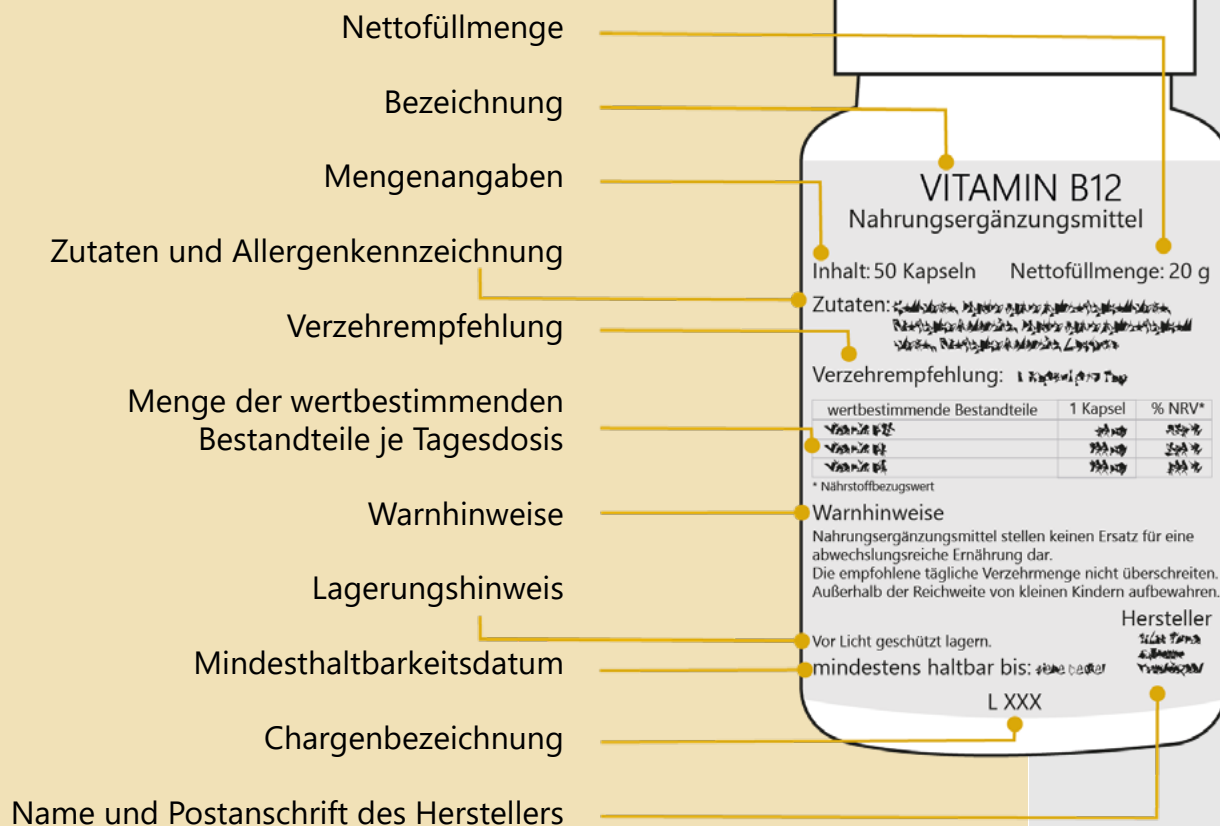 Nettofüllmenge
Bezeichnung
Mengenangaben
Zutaten und Allergenkennzeichnung
Verzehrempfehlung
Menge der wertbestimmenden
Bestandteile je Tagesdosis
Warnhinweise
Lagerungshinweis
Mindesthaltbarkeitsdatum
Chargenbezeichnung
Name und Postanschrift des Herstellers
VITAMIN B12
Nahrungsergänzungsmittel
Inhalt: 50 Kapseln Nettofüllmenge: 20 g
Zutaten:
Verzehrempfehlung:
wertbestimmende Bestandteile 1 Kapsel % NRV*
* Nährstoffbezugswert
Warnhinweise
Nahrungsergänzungsmittel stellen keinen Ersatz für eine
abwechslungsreiche Ernährung dar.
Die empfohlene tägliche Verzehrmenge nicht überschreiten.
Außerhalb der Reichweite von kleinen Kindern aufbewahren.
Hersteller
Vor Licht geschützt lagern.
mindestens haltbar bis:
L XXX